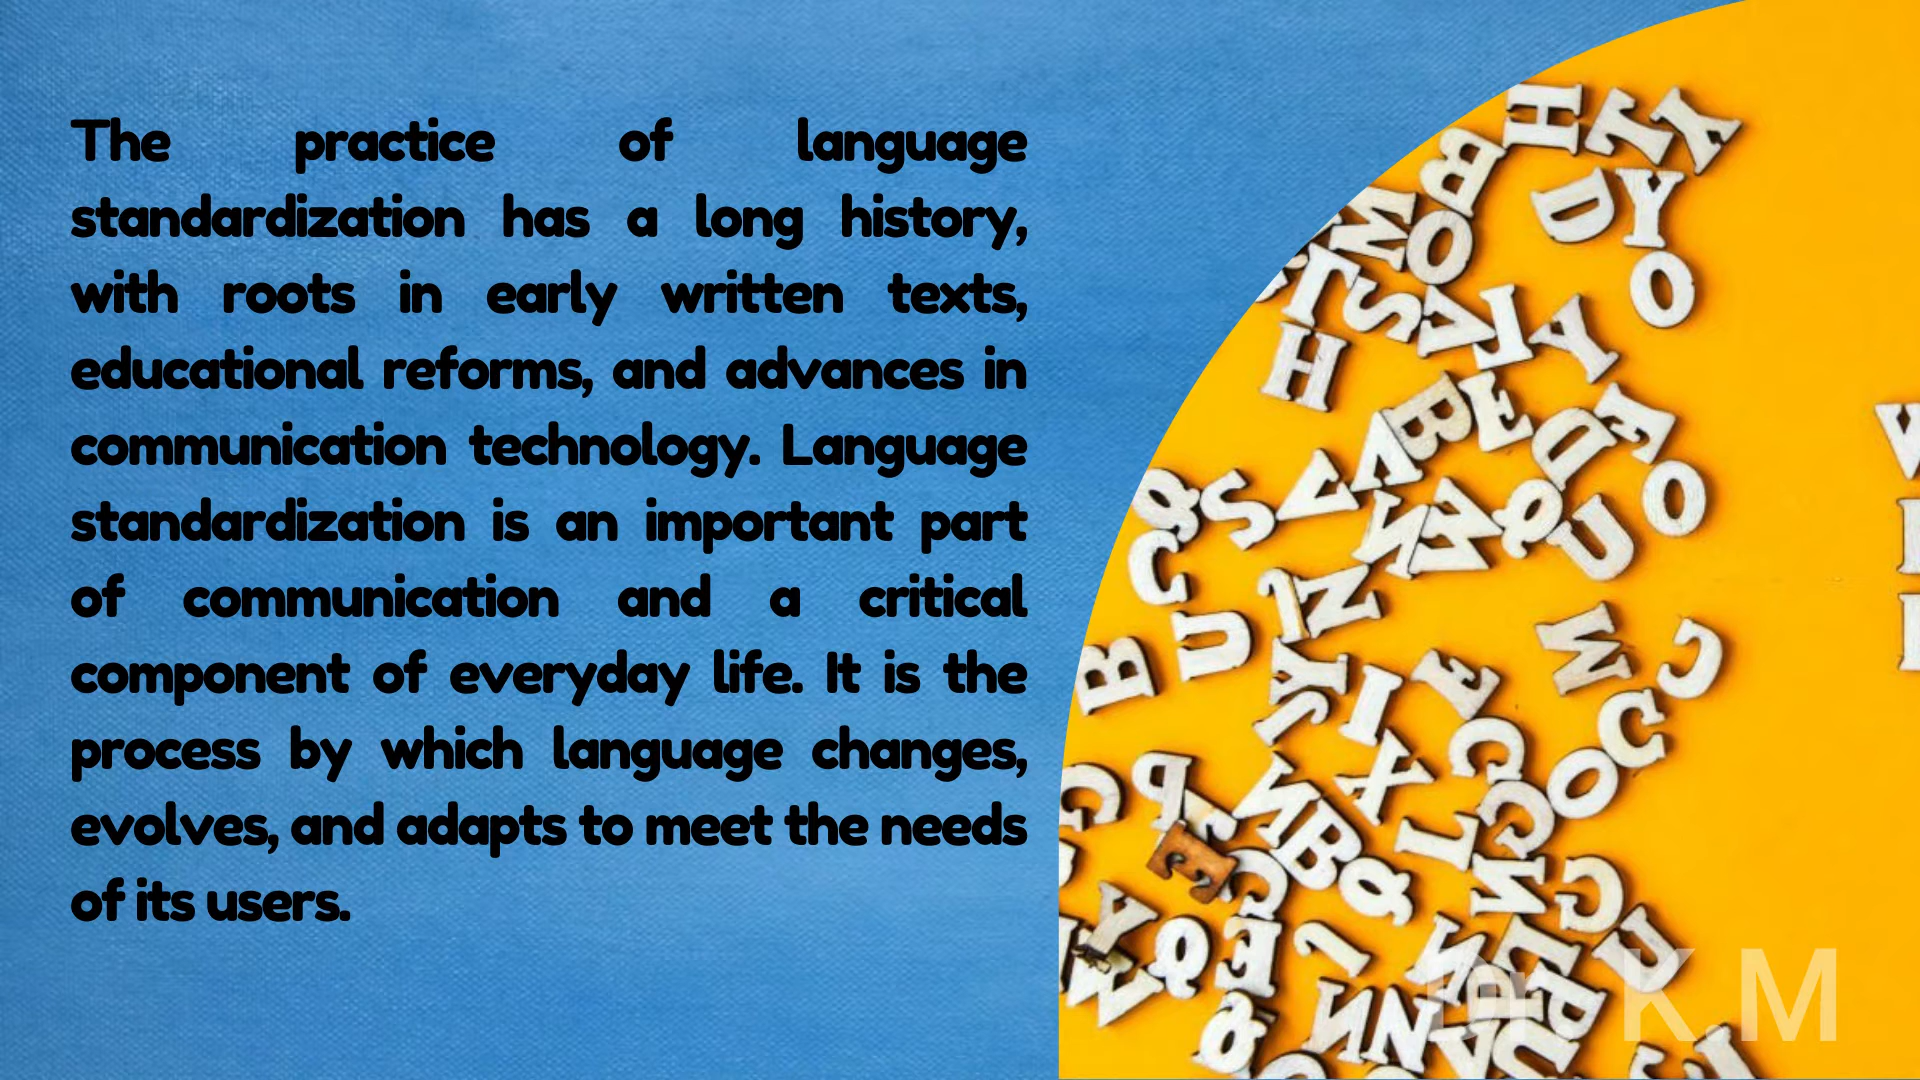 The practice of language
standardization has a long history,
with roots in early written texts,
educational reforms, and advances in
communication technology. Language
standardization is an important part
of communication and a critical
component of everyday life. It is the
process by which language changes,
evolves, and adapts to meet the needs
of its users.
K.M